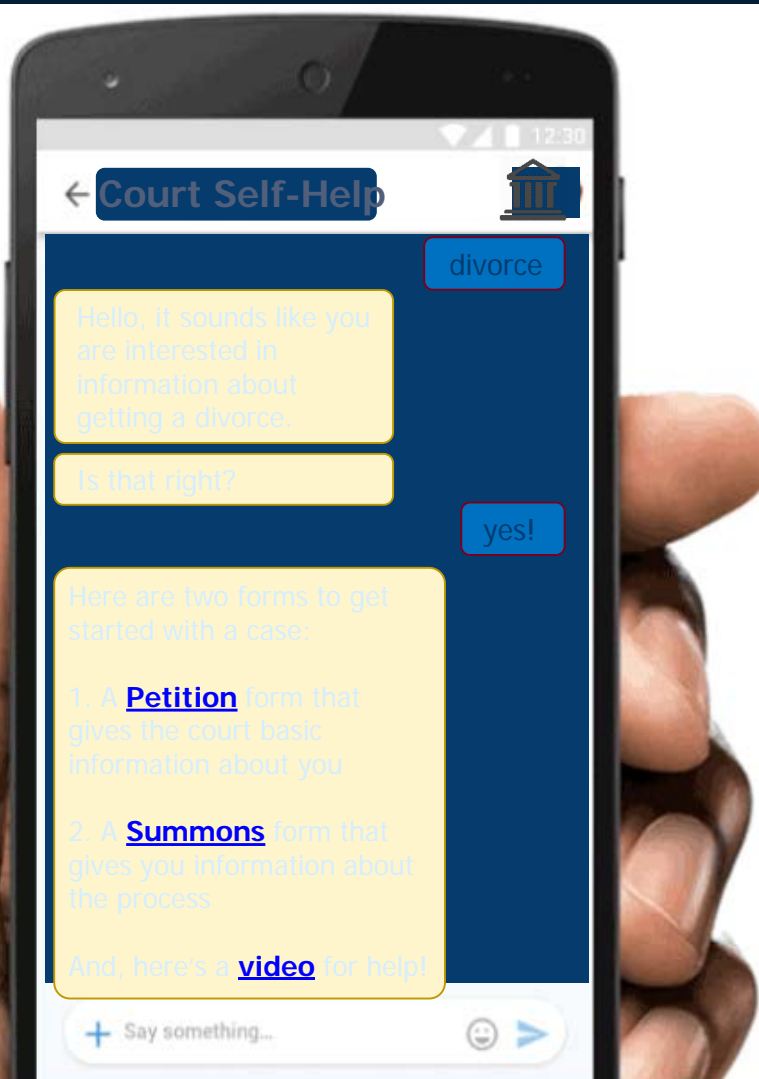 12:30
Court Self-Help
divorce
Hello, it sounds like you
are interested in
information about
getting a divorce.
Is that right?
yes!
Here are two forms to get
started with a case:
1. A Petition form that
gives the court basic
information about you
2. A Summons form that
gives you information about
the process
And, here's a video for help!
Say something...